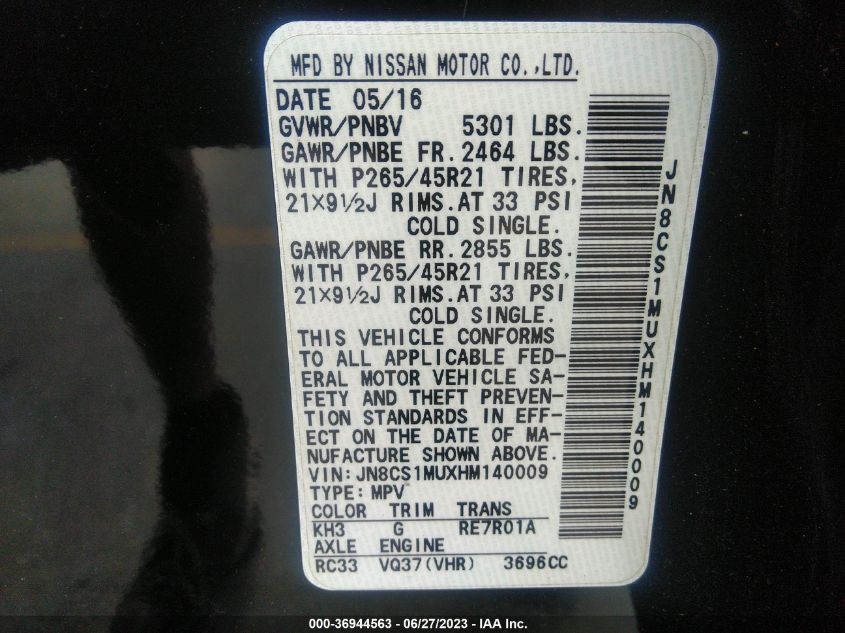 MFD BY NISSAN MOTOR CO.,LTD.
DATE 05/16
GVWR/PNBV 5301 LBS.
GAWR/PNBE FR. 2464 LBS.
WITH P265/45R21 TIRES,
21×9½J RIMS.AT 33 PSI
COLD SINGLE.
GAWR/PNBE RR. 2855 LBS.
WITH P265/45R21 TIRES,
21×9½J RIMS.AT 33 PSI
COLD SINGLE.
THIS VEHICLE CONFORMS
TO ALL APPLICABLE FED-
ERAL MOTOR VEHICLE SA-
FETY AND THEFT PREVEN-
TION STANDARDS IN EFF-
ECT ON THE DATE OF MA-
NUFACTURE SHOWN ABOVE.
VIN:JN8CS1MUXHM140009
TYPE:MPV
COLOR TRIM TRANS
KH3 G RE7R01A
AXLE ENGINE
RC33 VQ37(VHR) 3696CC
JN8CS1MUXHM140009
000-36944563 - 06/27/2023 - IAA Inc.